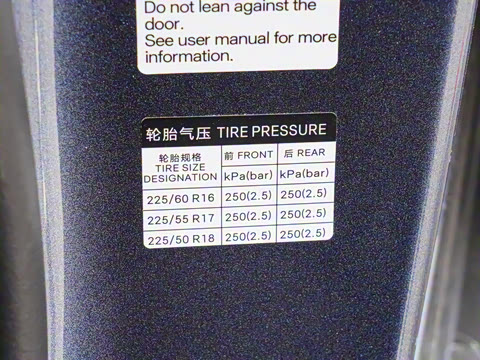 Do not lean against the
door.
See user manual for more
information.
轮胎气压 TIRE PRESSURE
轮胎规格
TIRE SIZE
DESIGNATION
前 FRONT 后 REAR
kPa(bar) kPa(bar)
225/60 R16 250(2.5) 250(2.5)
225/55 R17 250(2.5) 250(2.5)
225/50 R18 250(2.5) 250(2.5)